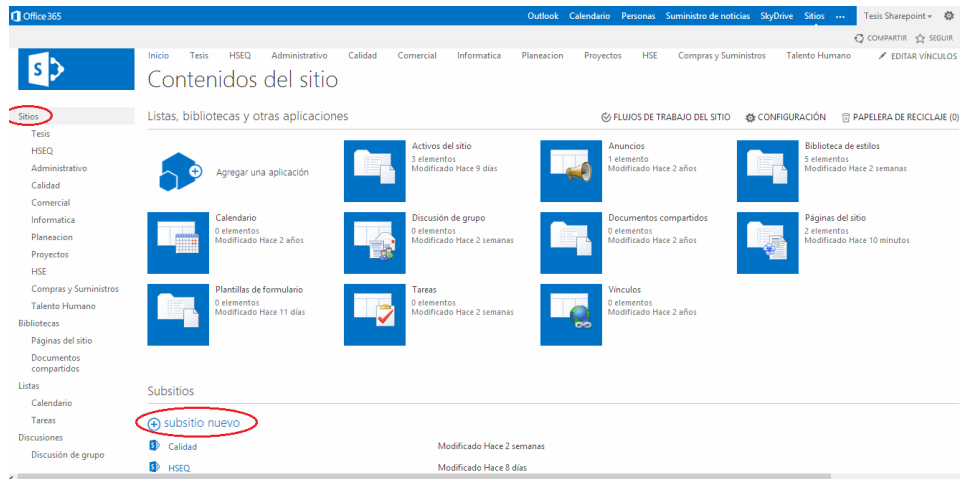 Office 365
Outlook Calendario Personas Suministro de noticias SkyDrive Sitios ••• Tesis Sharepoint
COMPARTIR SEGUIR
Inicio Tesis HSEQ Administrativo Calidad Comercial Informatica Planeacion Proyectos HSE Compras y Suministros Talento Humano EDITAR VÍNCULOS
S
Contenidos del sitio
Sitios
Tesis
HSEQ
Administrativo
Calidad
Comercial
Informatica
Planeacion
Proyectos
HSE
Compras y Suministros
Talento Humano
Bibliotecas
Páginas del sitio
Documentos
compartidos
Listas
Calendario
Tareas
Discusiones
Discusión de grupo
Listas, bibliotecas y otras aplicaciones
FLUJOS DE TRABAJO DEL SITIO CONFIGURACIÓN PAPELERA DE RECICLAJE (0)
Agregar una aplicación
Activos del sitio
3 elementos
Modificado Hace 9 días
Anuncios
1 elemento
Modificado Hace 2 años
Biblioteca de estilos
5 elementos
Modificado Hace 2 semanas
Calendario
0 elementos
Modificado Hace 2 años
Discusión de grupo
0 elementos
Modificado Hace 2 semanas
Documentos compartidos
0 elementos
Modificado Hace 2 años
Páginas del sitio
2 elementos
Modificado Hace 10 minutos
Plantillas de formulario
0 elementos
Modificado Hace 11 días
Tareas
0 elementos
Modificado Hace 2 semanas
Vínculos
0 elementos
Modificado Hace 2 años
Subsitios
subsitio nuevo
Calidad Modificado Hace 2 semanas
HSEQ Modificado Hace 8 días